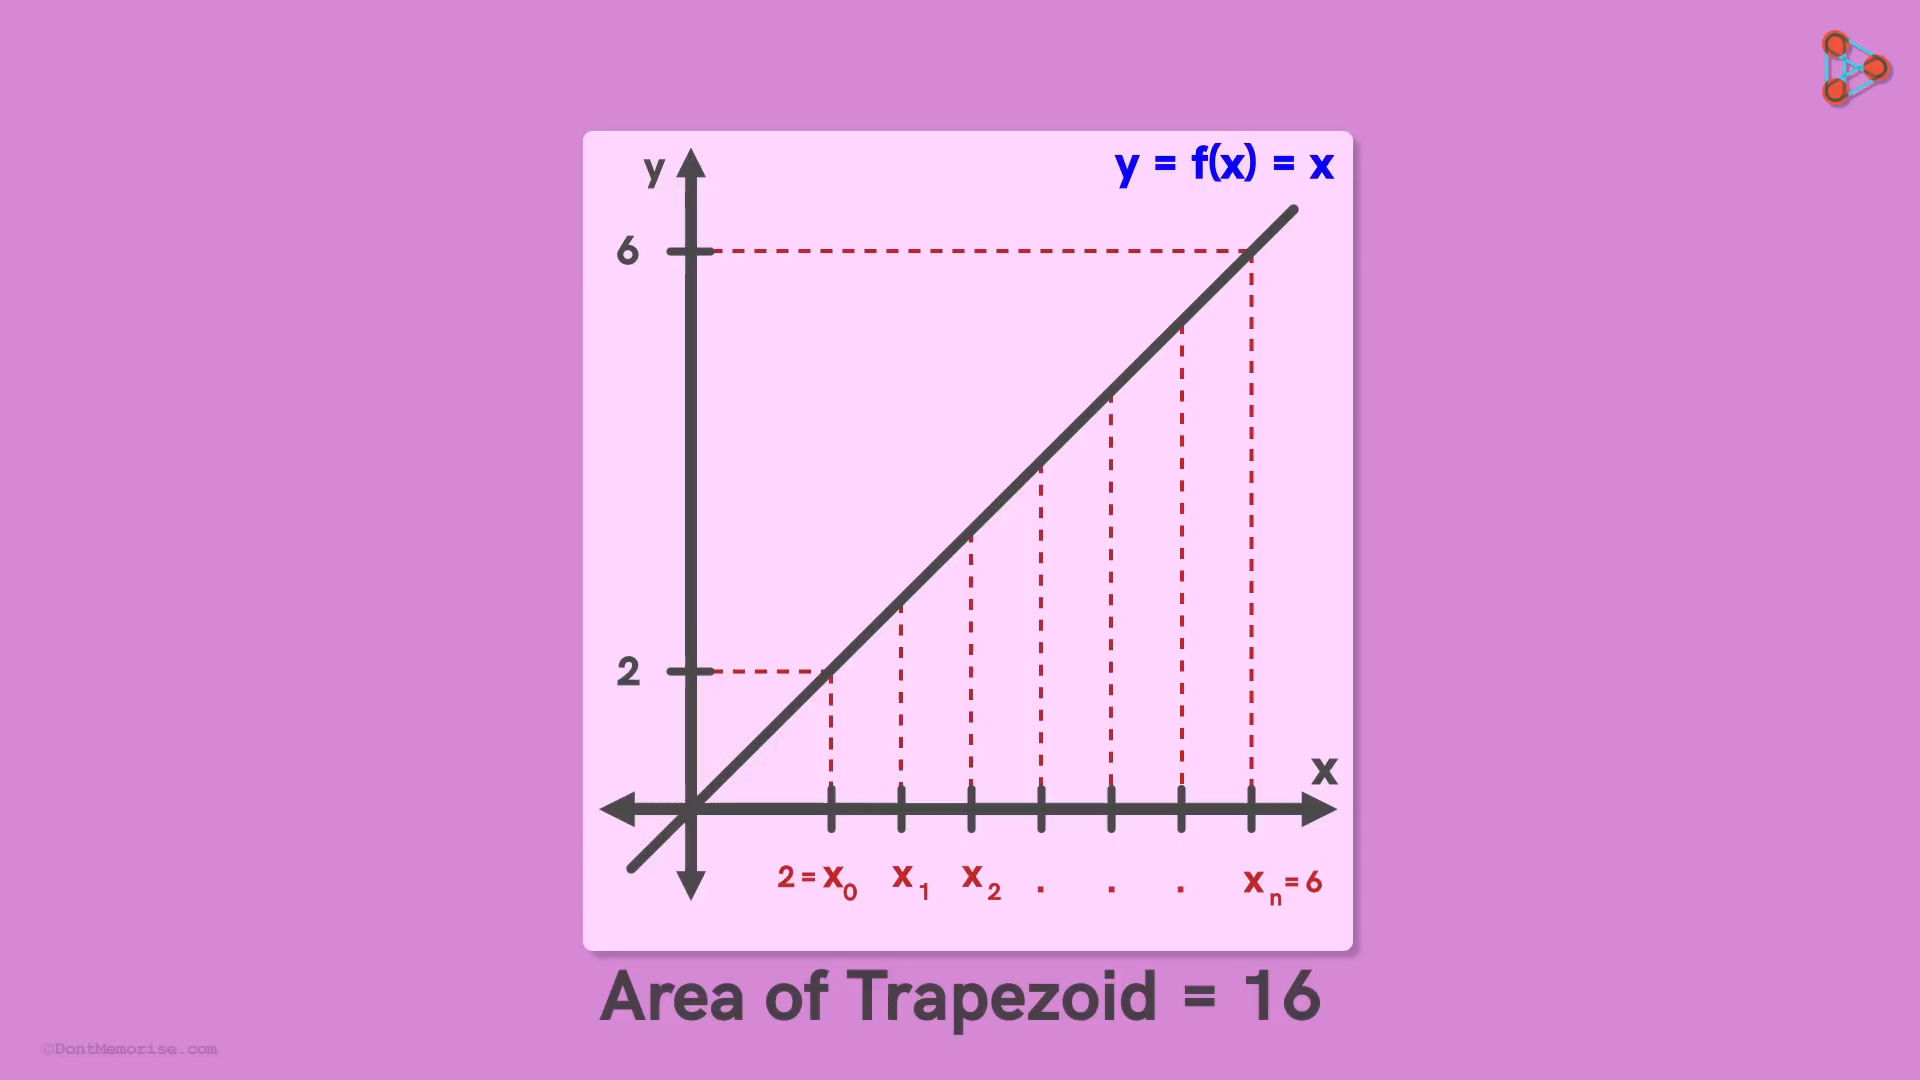 y = f(x) = x
y
6
2
x
2 = x₀ x₁ x₂ . . . xₙ = 6
Area of Trapezoid = 16
@DontMemorise.com